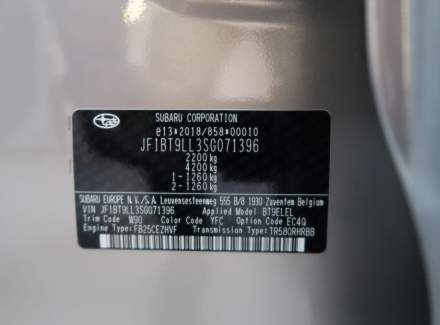 SUBARU CORPORATION
e13*2018/858*00010
JF1BT9LL3SG071396
2200 kg
4200 kg
1 - 1260 kg
2 - 1260 kg
SUBARU EUROPE N.V./S.A Leuvensesteenweg 555 B/8 1930 Zaventem Belgium
VIN JF1BT9LL3SG071396 Applied Model BT9ELEL
Trim Code W90 Color Code YFC Option Code EC4Q
Engine Type FB25CEZHVF Transmission Type TR580RHRBB